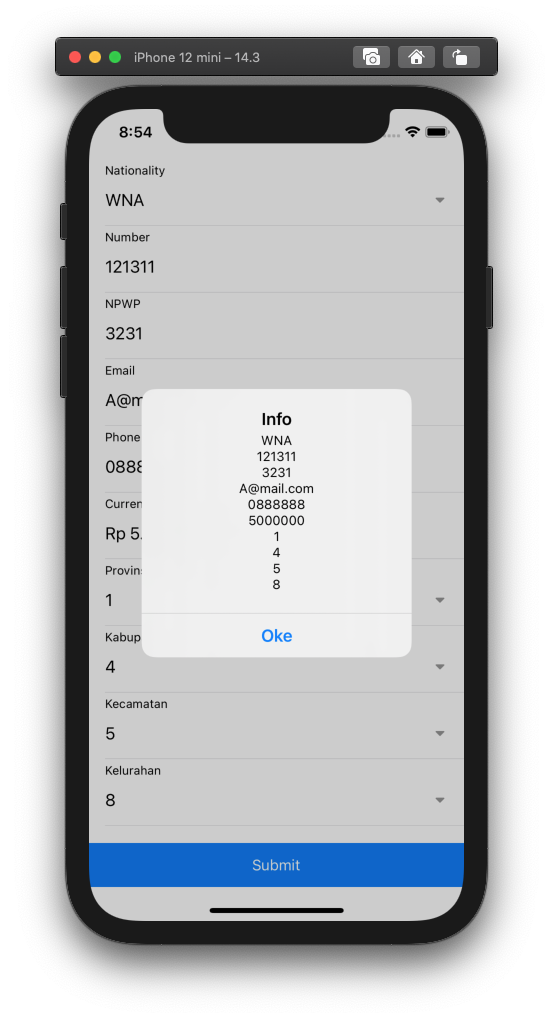 iPhone 12 mini – 14.3
8:54
Nationality
WNA
Number
121311
NPWP
3231
Email
A@m
Phone
0888
Curren
Rp 5.
Provins
1
Kabup
4
Kecamatan
5
Kelurahan
8
Info
WNA
121311
3231
A@mail.com
0888888
5000000
1
4
5
8
Oke
Submit